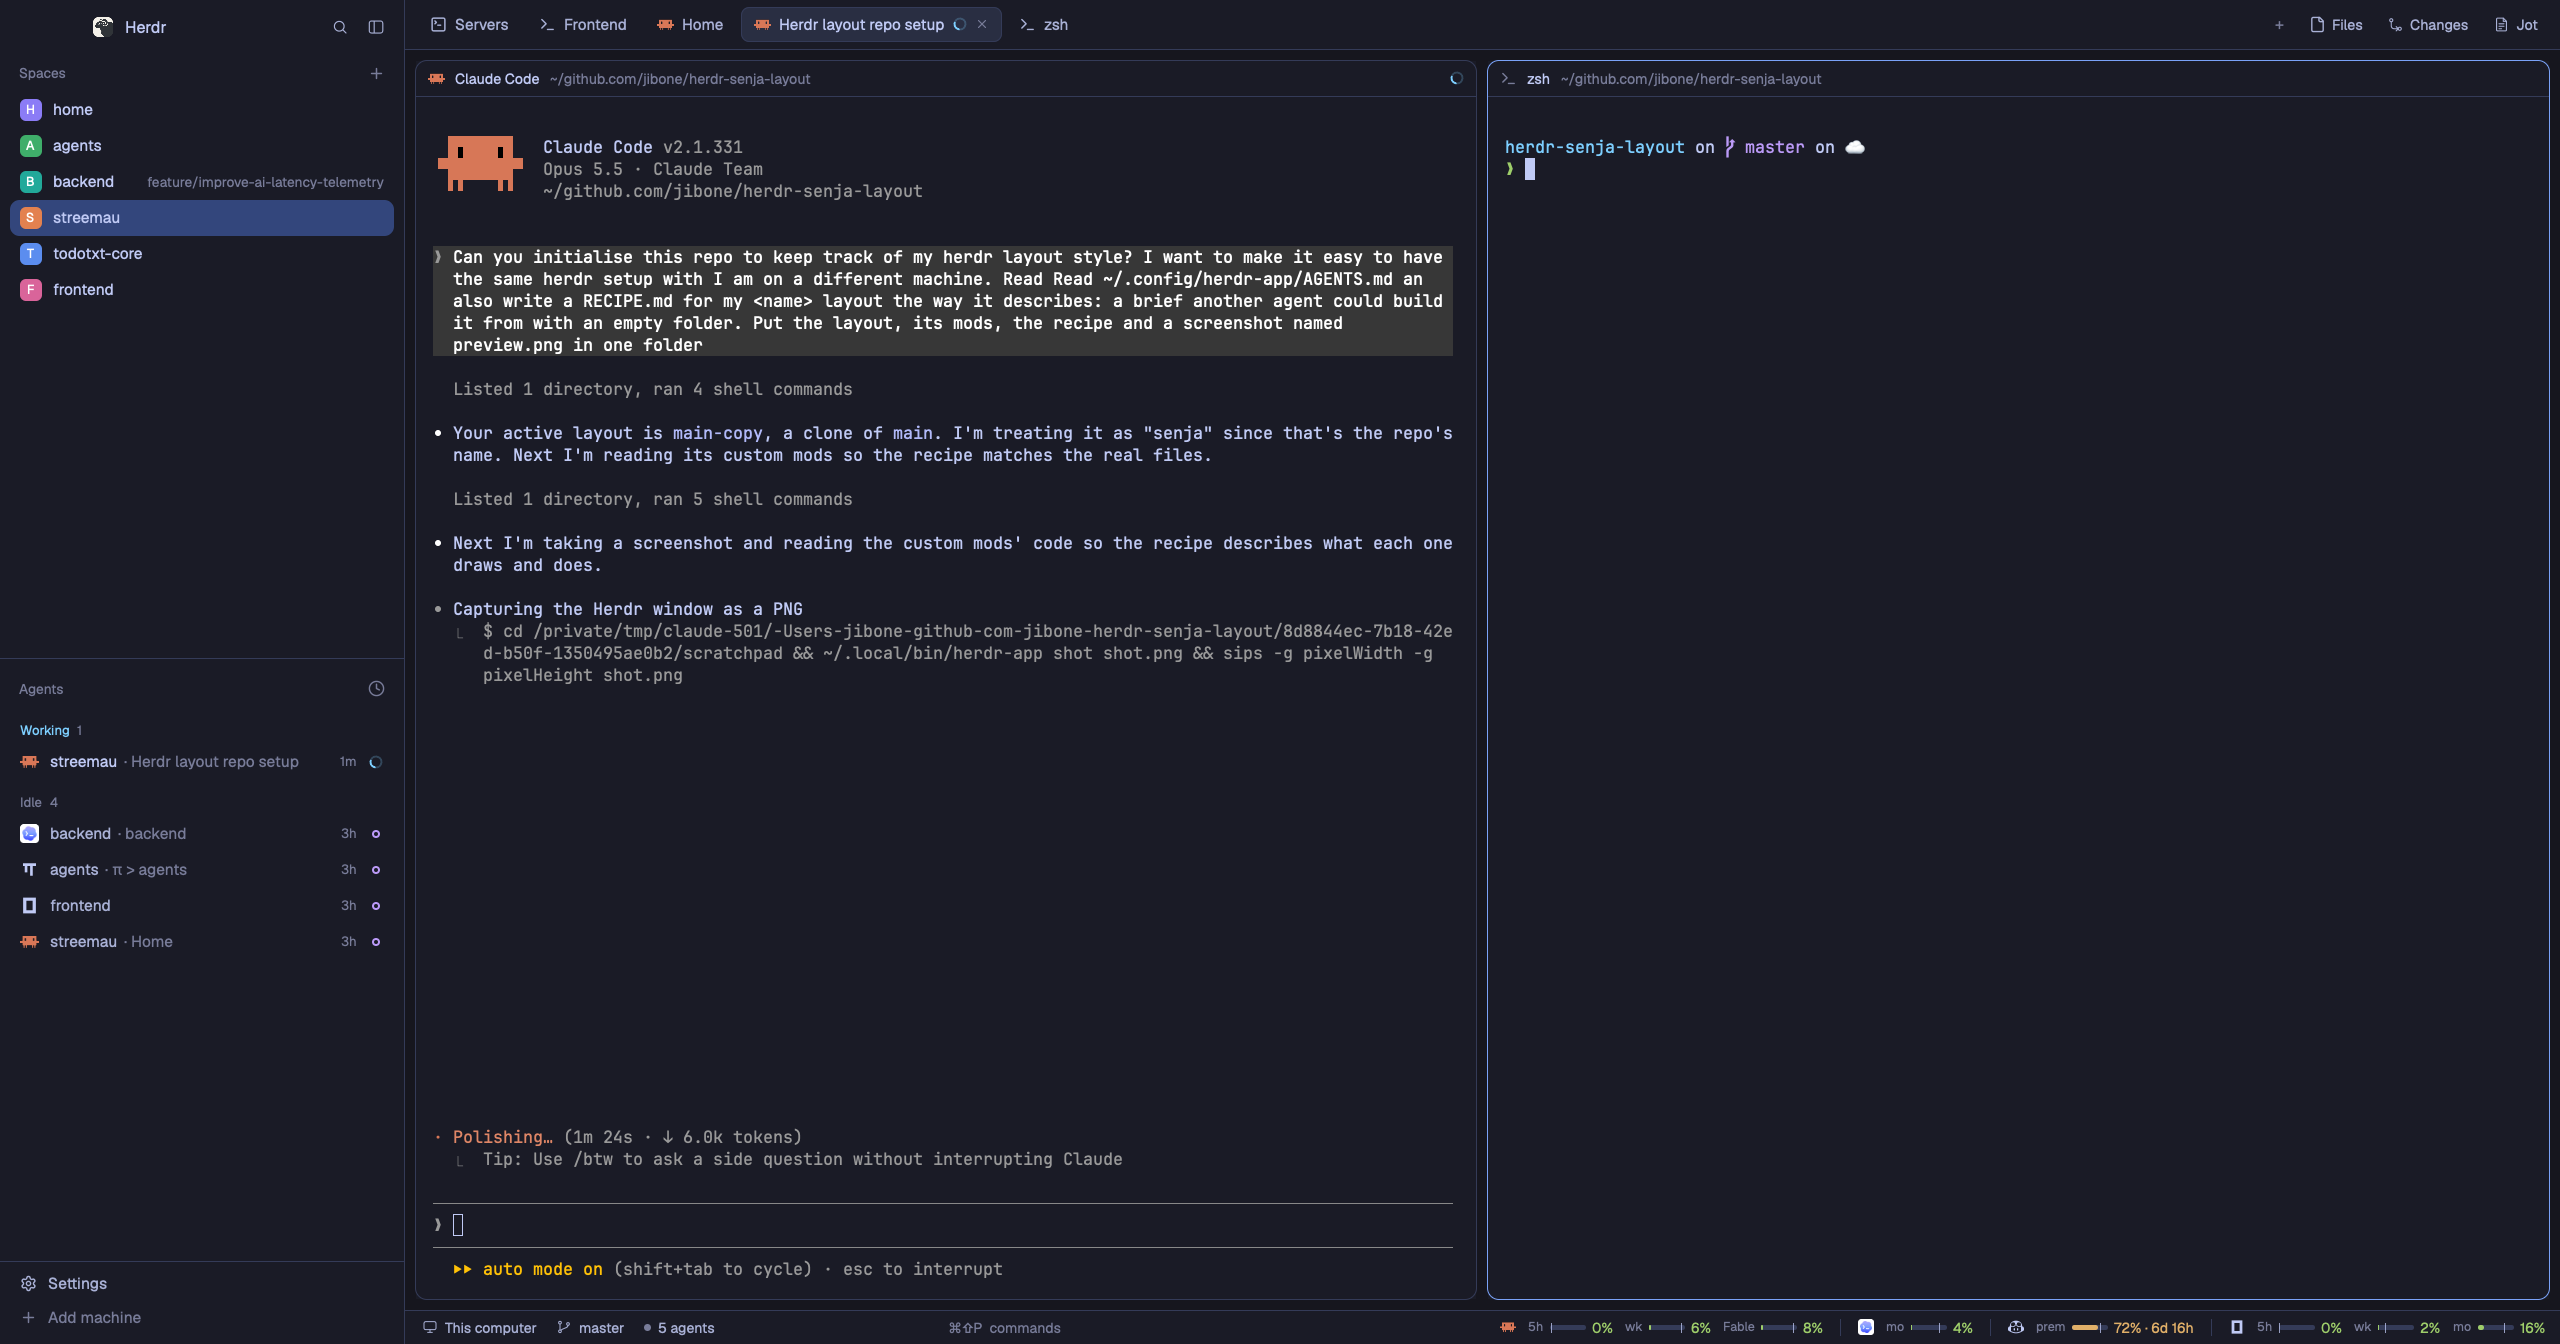 Herdr
Spaces
H home
A agents
B backend feature/improve-ai-latency-telemetry
S streemau
T todotxt-core
F frontend
Agents
Working 1
streemau · Herdr layout repo setup 1m
Idle 4
backend · backend 3h
agents · π > agents 3h
frontend 3h
streemau · Home 3h
Settings
+ Add machine
Servers Frontend Home Herdr layout repo setup × zsh
+ Files Changes Jot
Claude Code ~/github.com/jibone/herdr-senja-layout
Claude Code v2.1.331
Opus 5.5 · Claude Team
~/github.com/jibone/herdr-senja-layout
❯ Can you initialise this repo to keep track of my herdr layout style? I want to make it easy to have
the same herdr setup with I am on a different machine. Read Read ~/.config/herdr-app/AGENTS.md an
also write a RECIPE.md for my <name> layout the way it describes: a brief another agent could build
it from with an empty folder. Put the layout, its mods, the recipe and a screenshot named
preview.png in one folder
Listed 1 directory, ran 4 shell commands
• Your active layout is main-copy, a clone of main. I'm treating it as "senja" since that's the repo's
name. Next I'm reading its custom mods so the recipe matches the real files.
Listed 1 directory, ran 5 shell commands
• Next I'm taking a screenshot and reading the custom mods' code so the recipe describes what each one
draws and does.
• Capturing the Herdr window as a PNG
└ $ cd /private/tmp/claude-501/-Users-jibone-github-com-jibone-herdr-senja-layout/8d8844ec-7b18-42e
d-b50f-1350495ae0b2/scratchpad && ~/.local/bin/herdr-app shot shot.png && sips -g pixelWidth -g
pixelHeight shot.png
· Polishing… (1m 24s · ↓ 6.0k tokens)
└ Tip: Use /btw to ask a side question without interrupting Claude
❯
⏵⏵ auto mode on (shift+tab to cycle) · esc to interrupt
zsh ~/github.com/jibone/herdr-senja-layout
herdr-senja-layout on master on
❯
This computer master • 5 agents ⌘⇧P commands
5h 0% wk 6% Fable 8% mo 4% prem 72% · 6d 16h 5h 0% wk 2% mo 16%